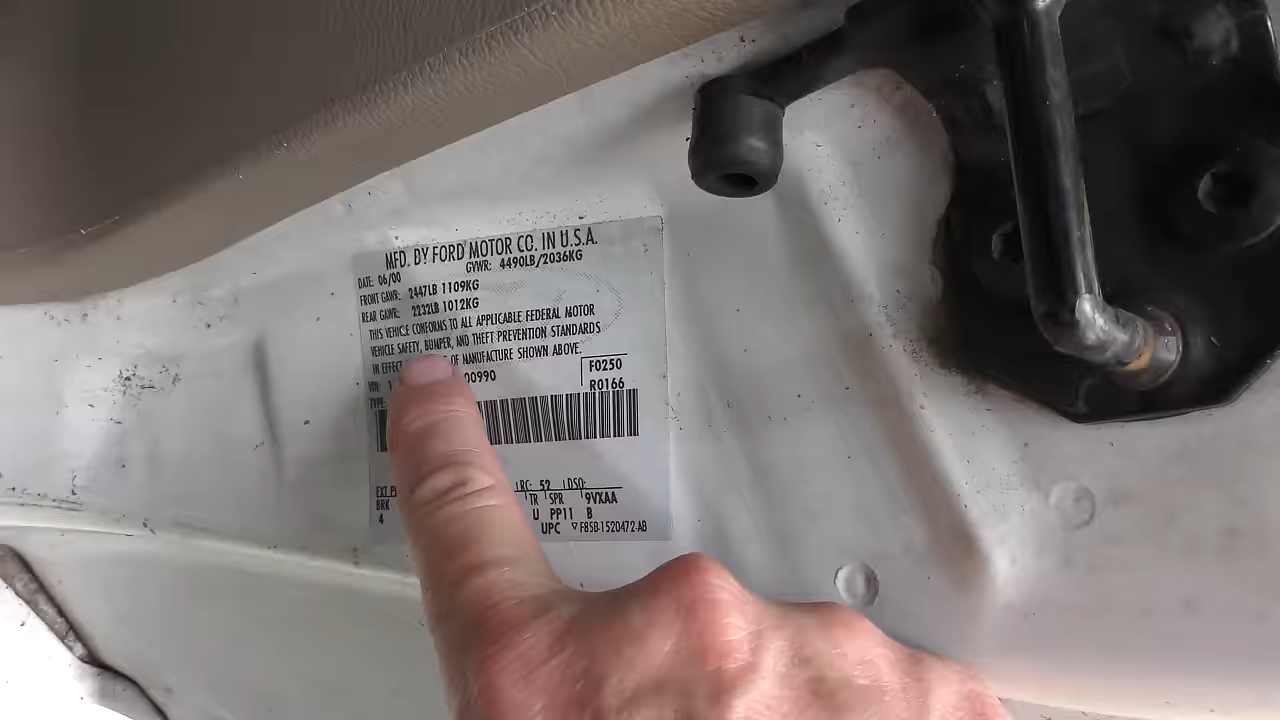 MFD. BY FORD MOTOR CO. IN U.S.A.
DATE: 06/00 GVWR: 4490LB/2036KG
FRONT GAWR: 2447LB 1109KG
REAR GAWR: 2232LB 1012KG
THIS VEHICLE CONFORMS TO ALL APPLICABLE FEDERAL MOTOR
VEHICLE SAFETY, BUMPER, AND THEFT PREVENTION STANDARDS
IN EFFECT OF MANUFACTURE SHOWN ABOVE.
VIN: 1 00990 F0250
TYPE: R0166
EXT RC: 52 DSO:
BRK TR SPR 9VXAA
4 U PP11 B
UPC ▽F85B-1520472-AB